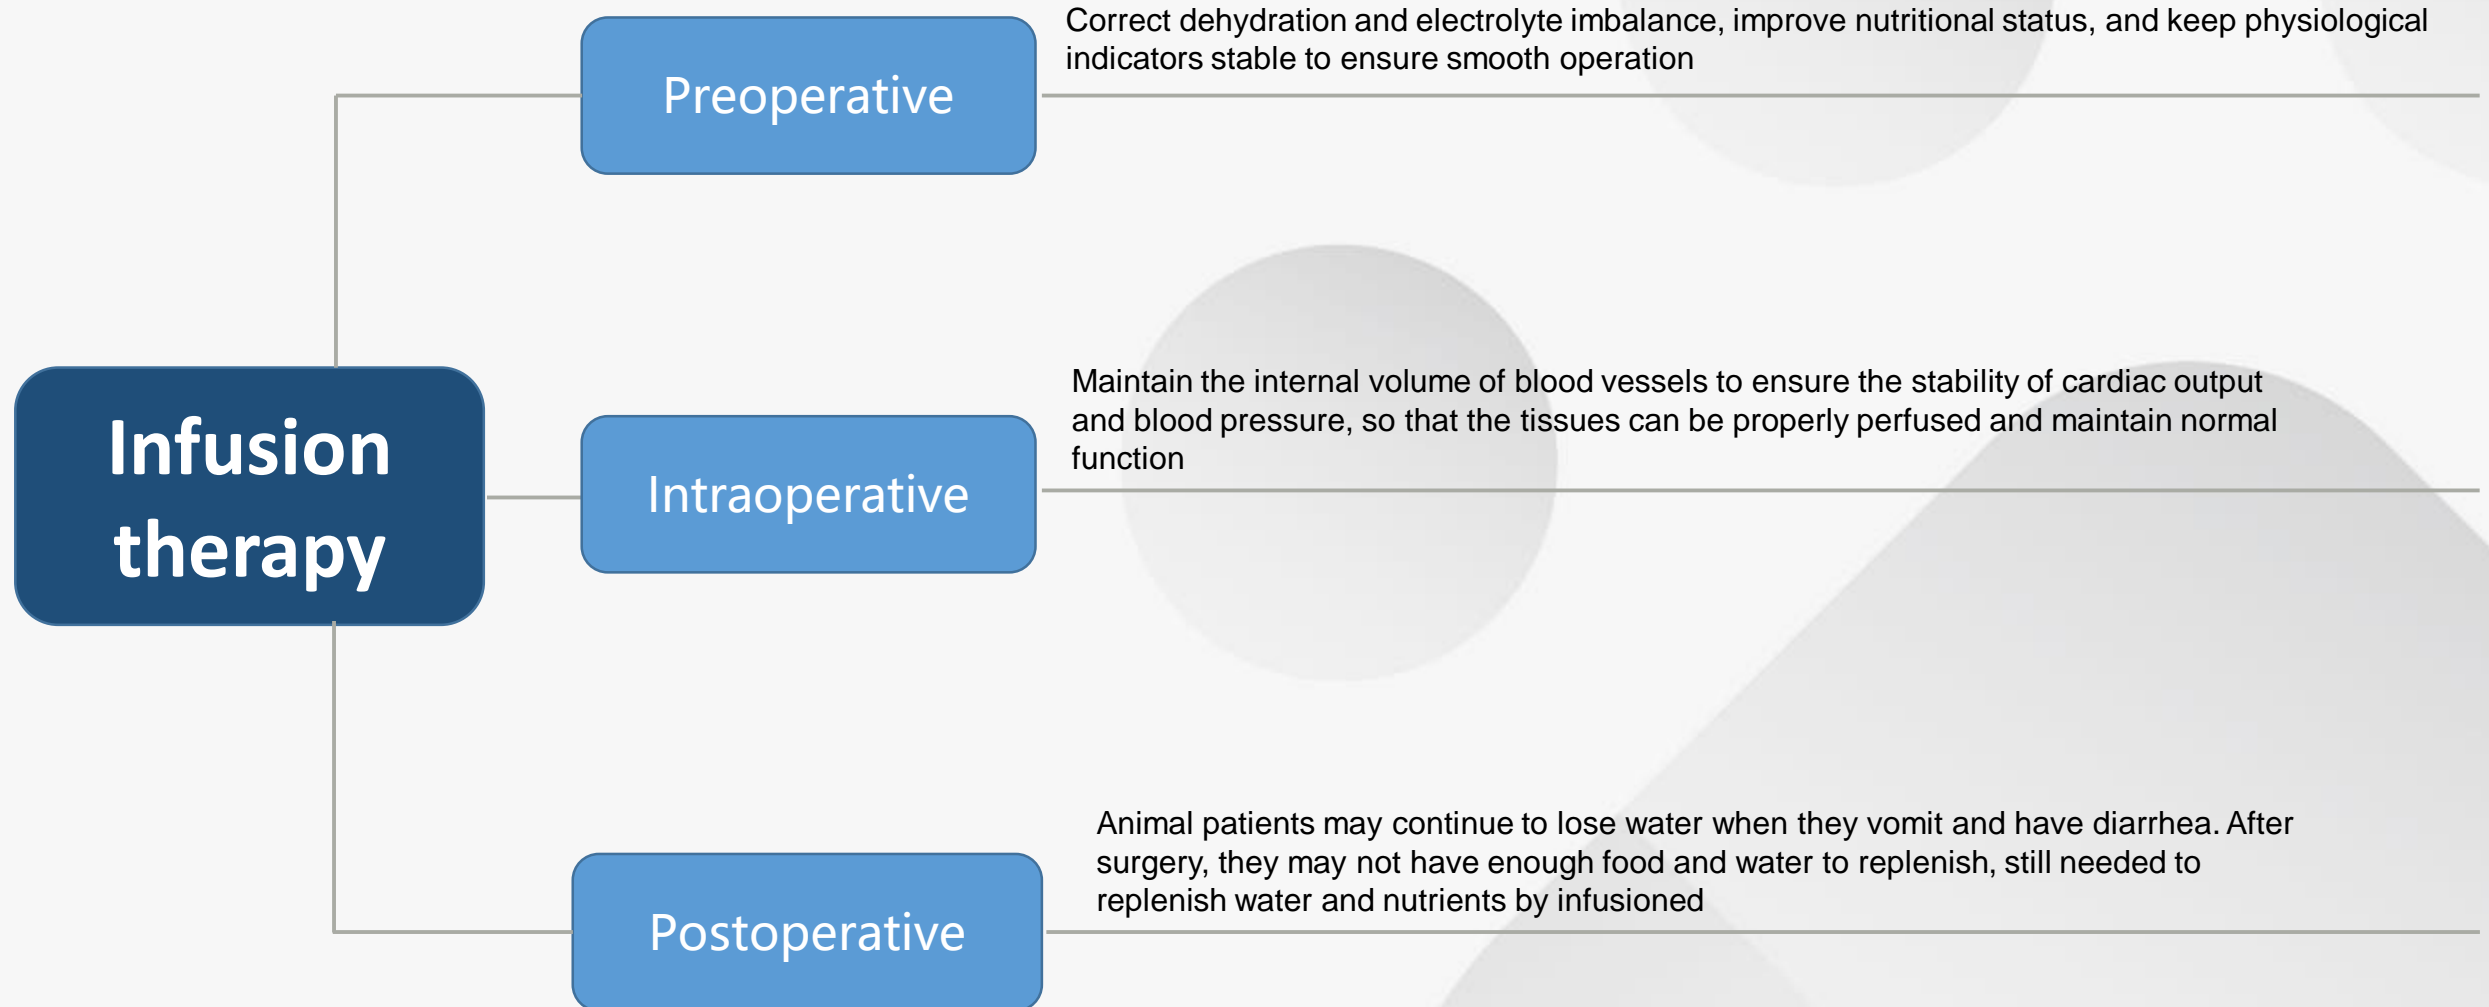 Correct dehydration and electrolyte imbalance, improve nutritional status, and keep physiological
indicators stable to ensure smooth operation
Preoperative
Maintain the internal volume of blood vessels to ensure the stability of cardiac output
and blood pressure, so that the tissues can be properly perfused and maintain normal
function
Infusion
therapy
Intraoperative
Animal patients may continue to lose water when they vomit and have diarrhea. After
surgery, they may not have enough food and water to replenish, still needed to
replenish water and nutrients by infusioned
Postoperative